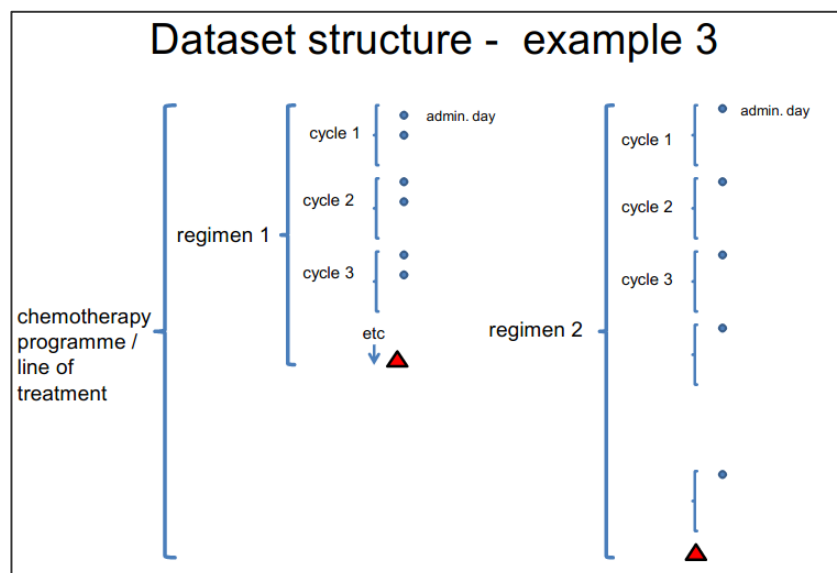 Dataset structure - example 3
admin. day
cycle 1
cycle 2
regimen 1
cycle 3
chemotherapy
programme /
line of
treatment
etc
admin. day
cycle 1
cycle 2
cycle 3
regimen 2